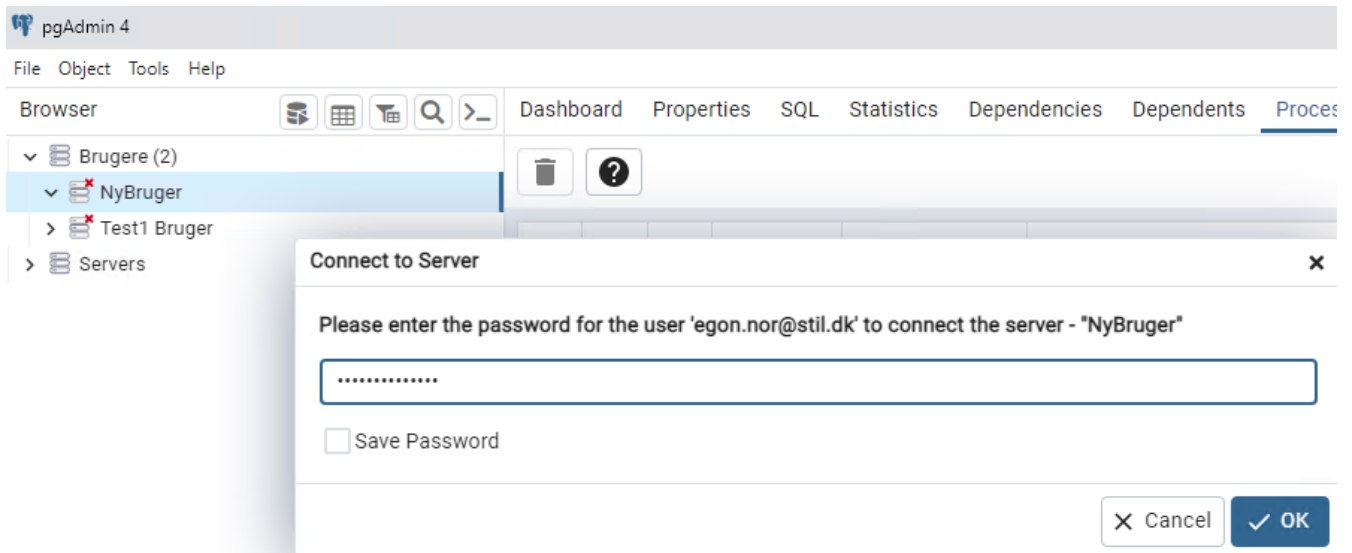 pgAdmin 4
File Object Tools Help
Browser
Dashboard Properties SQL Statistics Dependencies Dependents Proces
Brugere (2)
NyBruger
Test1 Bruger
Servers
Connect to Server
Please enter the password for the user 'egon.nor@stil.dk' to connect the server - "NyBruger"
Save Password
Cancel OK